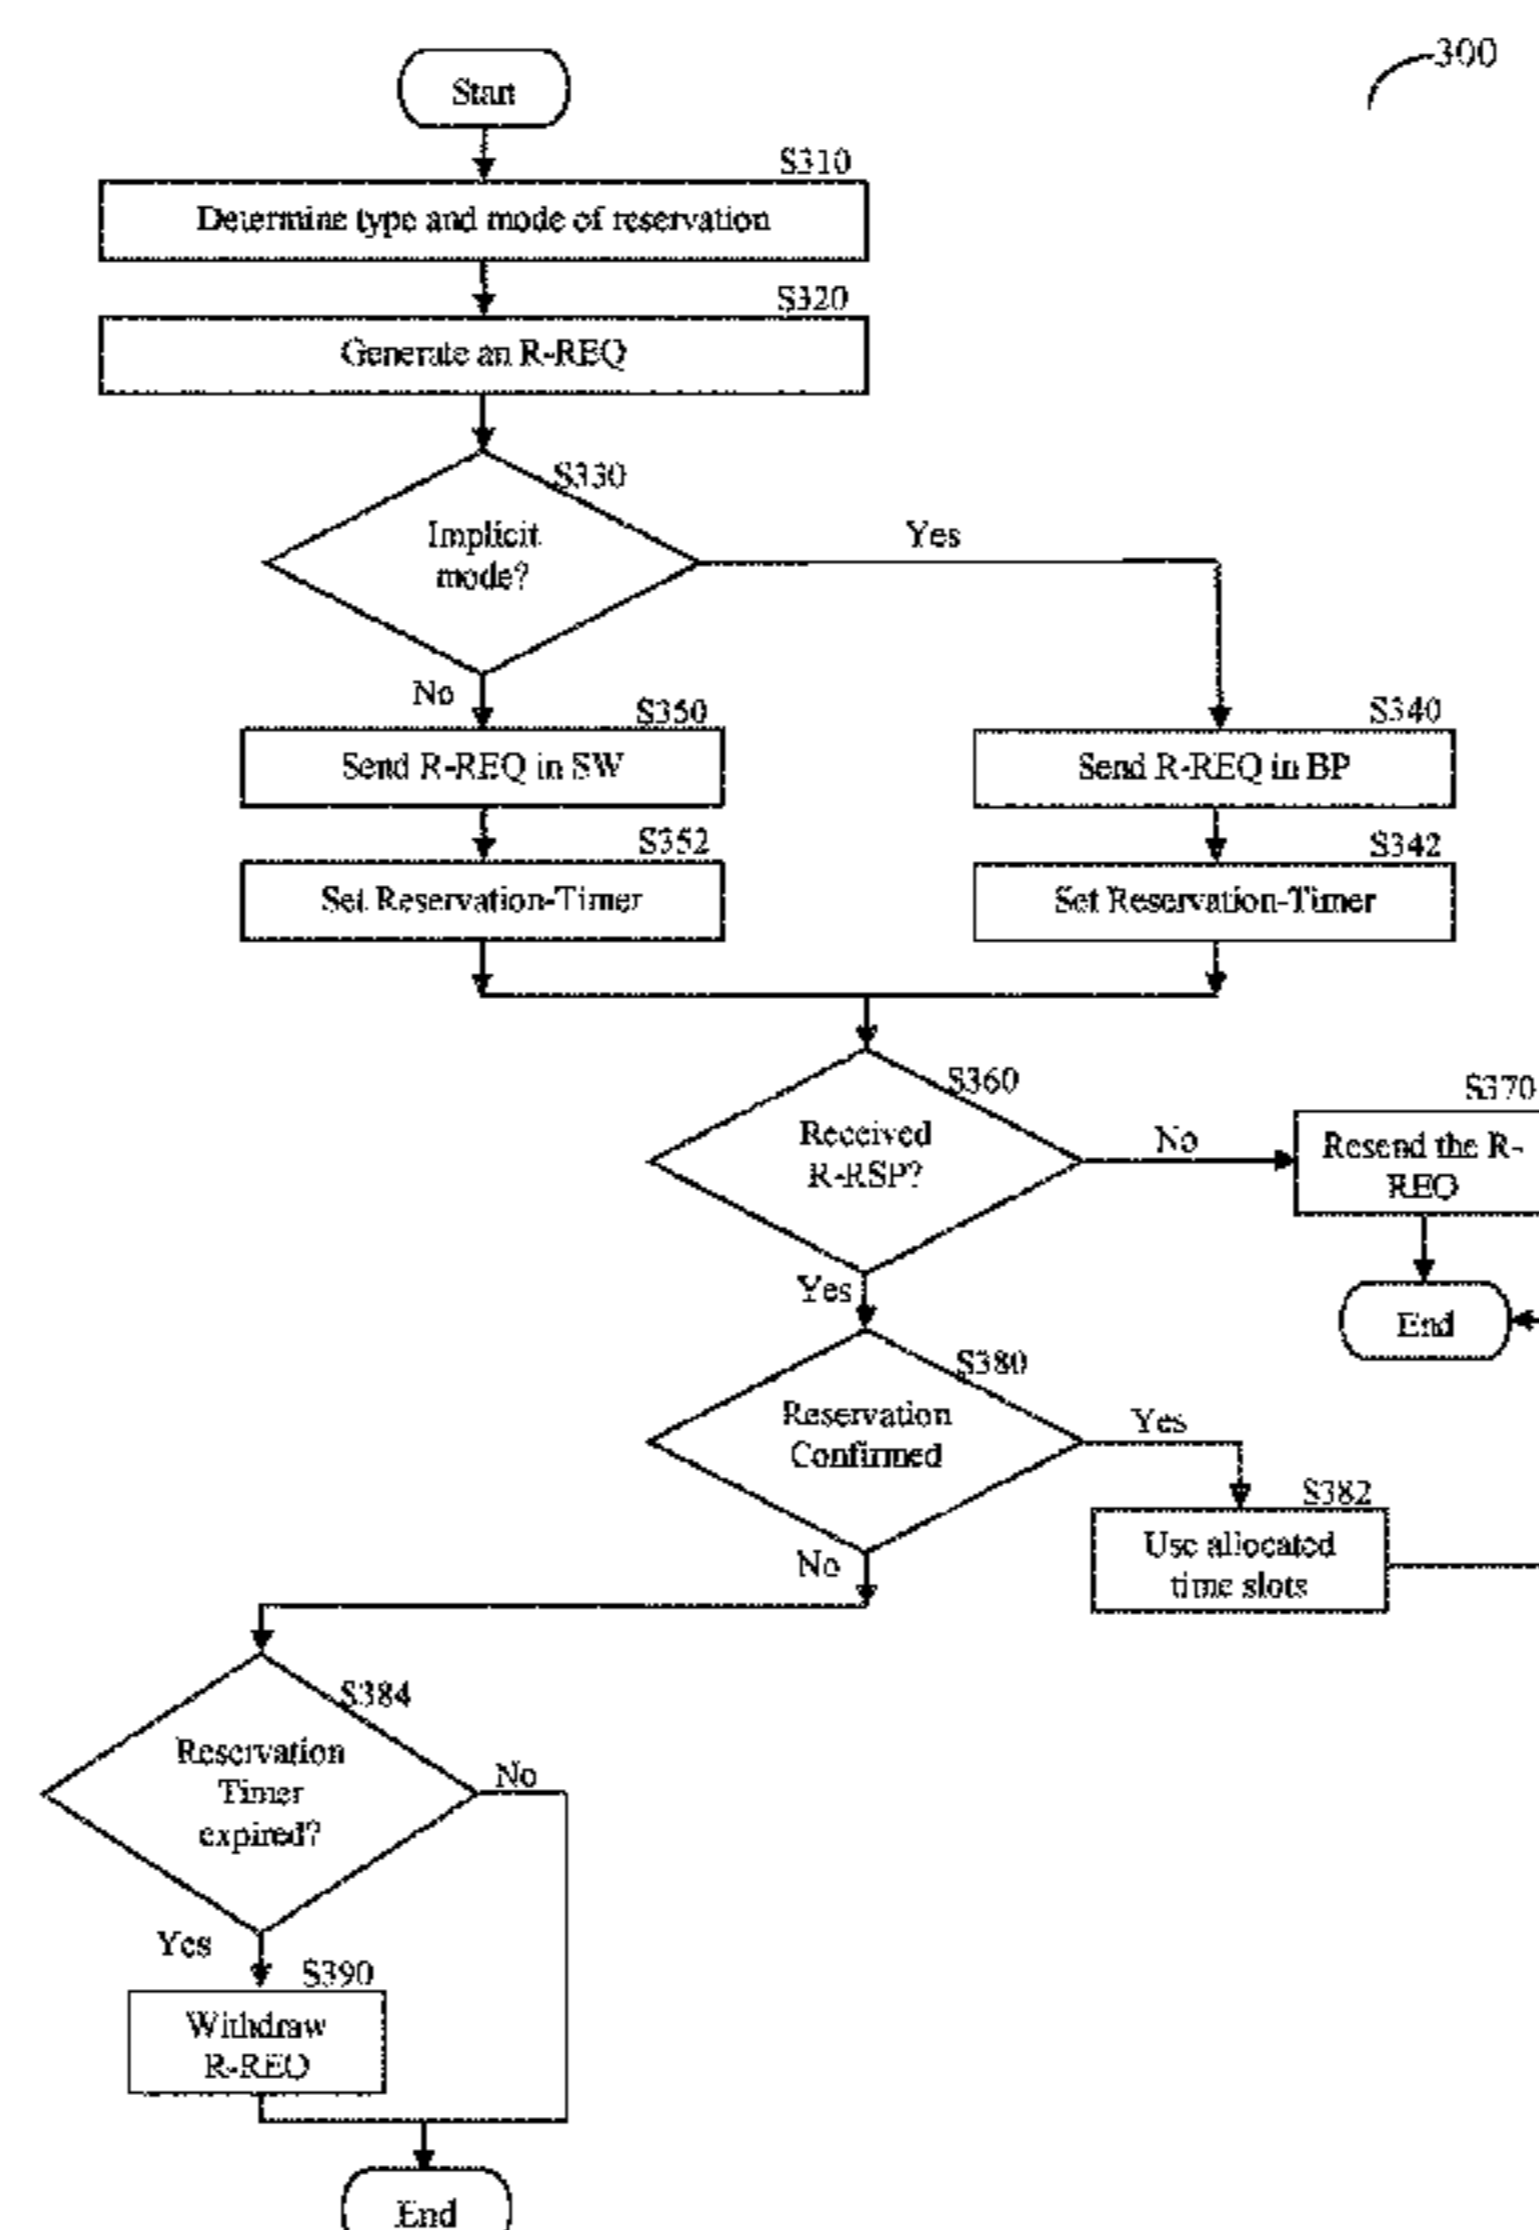 300
Start
S310
Determine type and mode of reservation
S320
Generate an R-REQ
S330
Implicit
mode?
Yes
No
S350
Send R-REQ in SW
S340
Send R-REQ in BP
S352
Set Reservation-Timer
S342
Set Reservation-Timer
S360
Received
R-RSP?
No
S370
Resend the R-
REQ
Yes
End
S380
Reservation
Confirmed
Yes
S382
Use allocated
time slots
No
S384
Reservation
Timer
expired?
No
Yes
S390
Withdraw
R-REQ
End